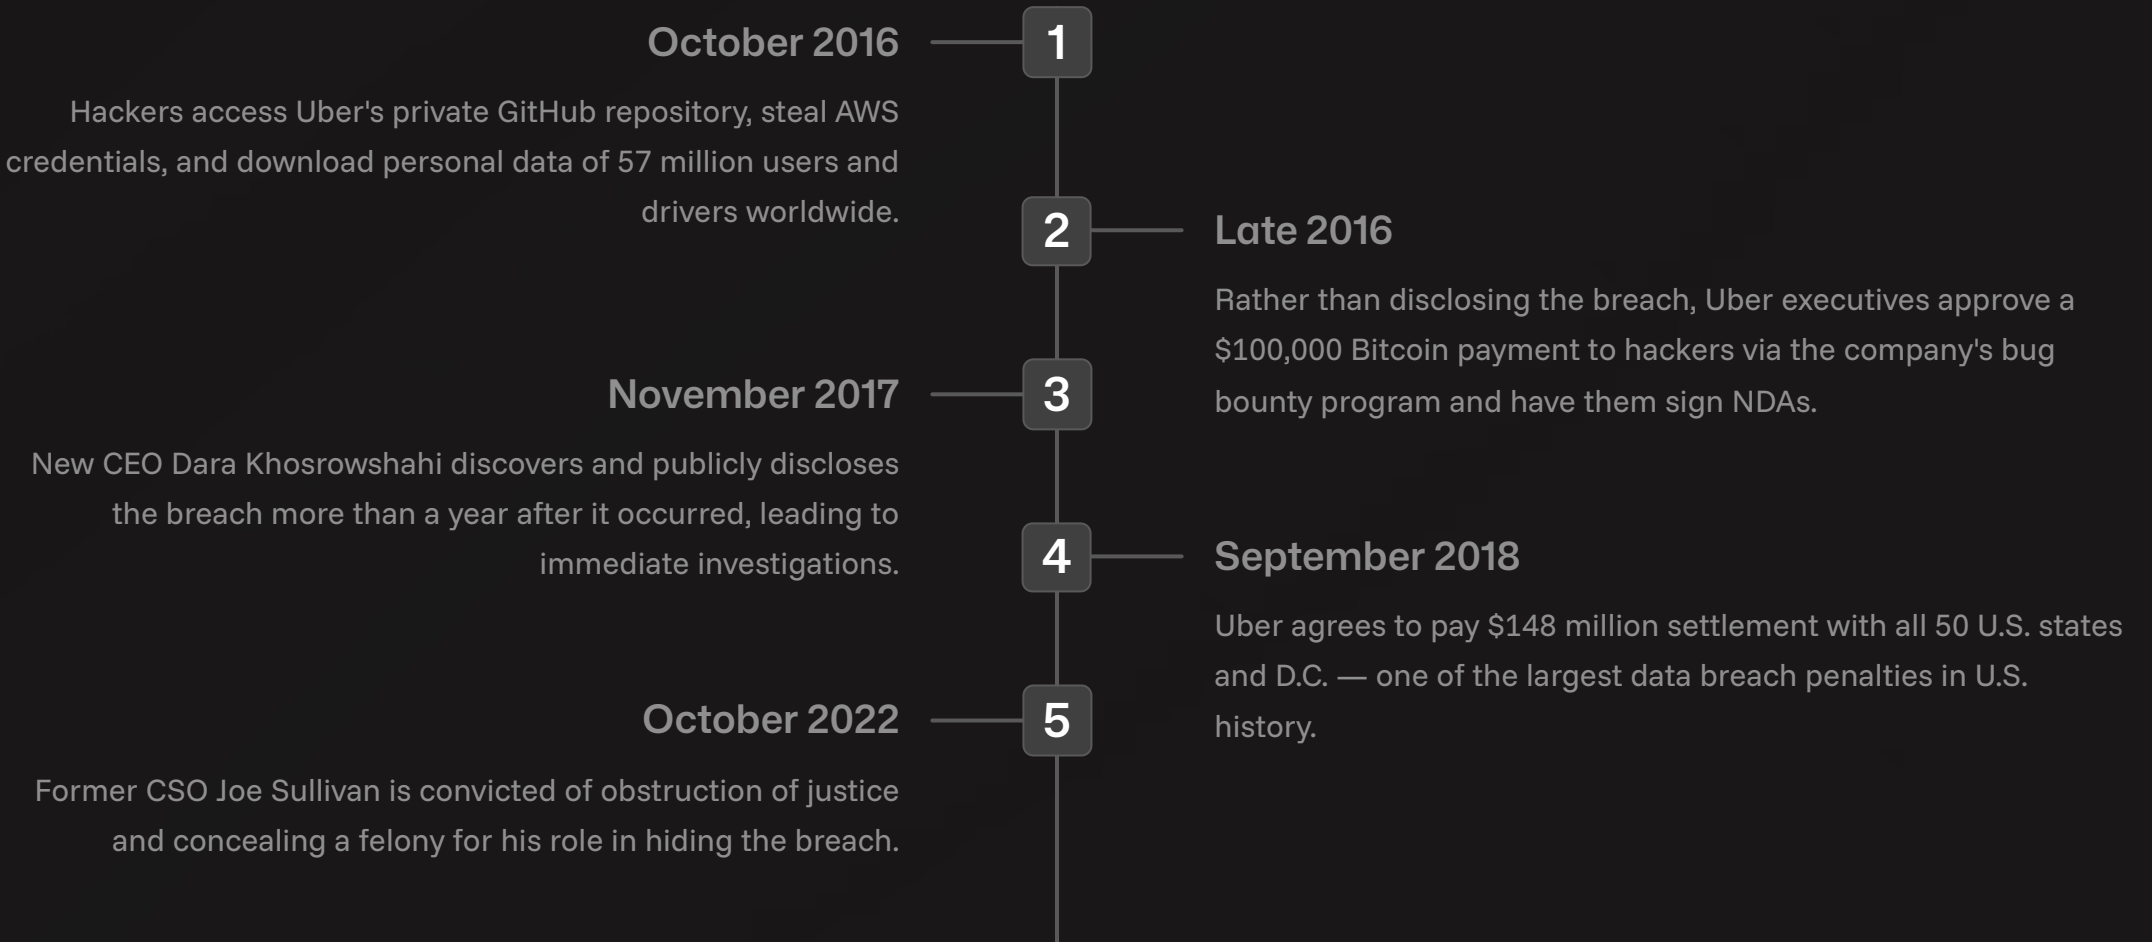 October 2016
1
Hackers access Uber's private GitHub repository, steal AWS
credentials, and download personal data of 57 million users and
drivers worldwide.
2
Late 2016
Rather than disclosing the breach, Uber executives approve a
$100,000 Bitcoin payment to hackers via the company's bug
bounty program and have them sign NDAs.
November 2017
3
New CEO Dara Khosrowshahi discovers and publicly discloses
the breach more than a year after it occurred, leading to
immediate investigations.
4
September 2018
Uber agrees to pay $148 million settlement with all 50 U.S. states
and D.C. — one of the largest data breach penalties in U.S.
history.
October 2022
5
Former CSO Joe Sullivan is convicted of obstruction of justice
and concealing a felony for his role in hiding the breach.